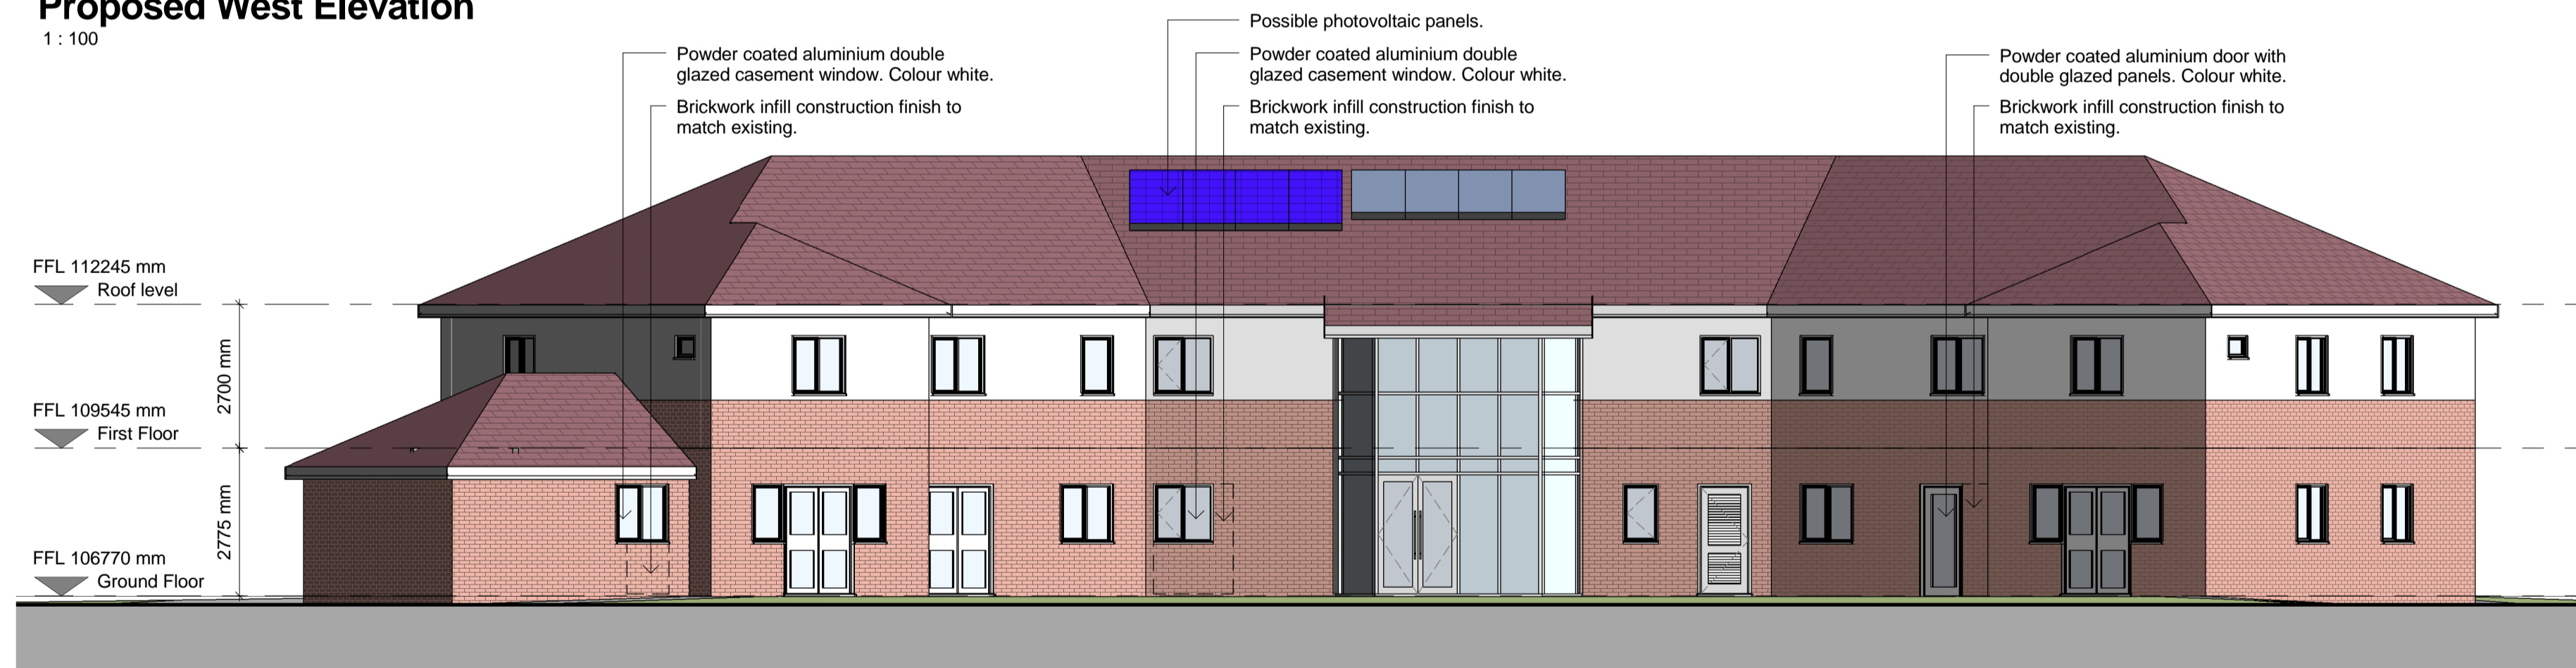 Proposed West Elevation
1 : 100
Possible photovoltaic panels.
Powder coated aluminium double
glazed casement window. Colour white.
Brickwork infill construction finish to
match existing.
Powder coated aluminium double
glazed casement window. Colour white.
Brickwork infill construction finish to
match existing.
Powder coated aluminium door with
double glazed panels. Colour white.
Brickwork infill construction finish to
match existing.
FFL 112245 mm
Roof level
2700 mm
FFL 109545 mm
First Floor
2775 mm
FFL 106770 mm
Ground Floor